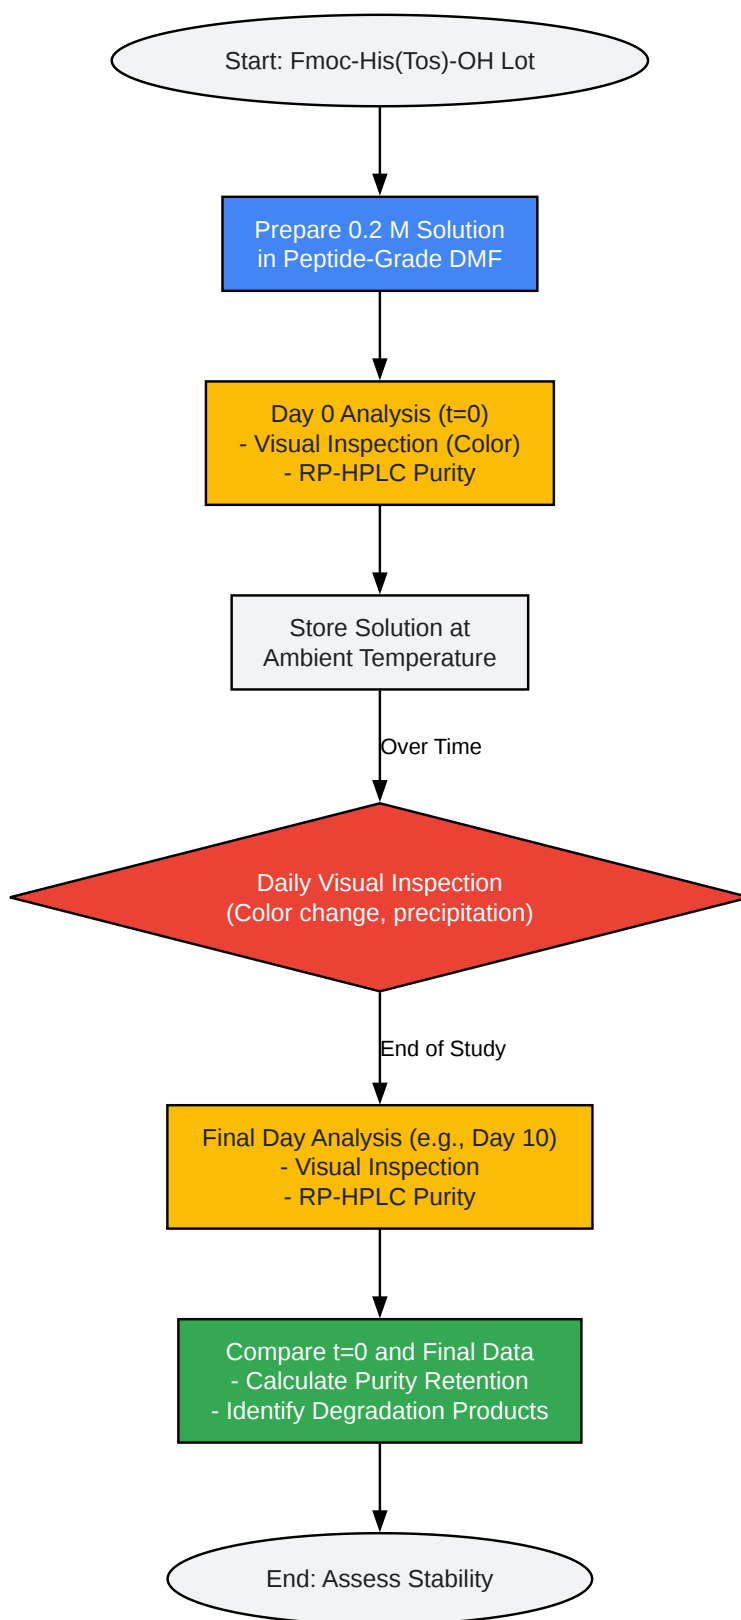 Start: Fmoc-His(Tos)-OH Lot
Prepare 0.2 M Solution
in Peptide-Grade DMF
Day 0 Analysis (t=0)
- Visual Inspection (Color)
- RP-HPLC Purity
Store Solution at
Ambient Temperature
Over Time
Daily Visual Inspection
(Color change, precipitation)
End of Study
Final Day Analysis (e.g., Day 10)
- Visual Inspection
- RP-HPLC Purity
Compare t=0 and Final Data
- Calculate Purity Retention
- Identify Degradation Products
End: Assess Stability